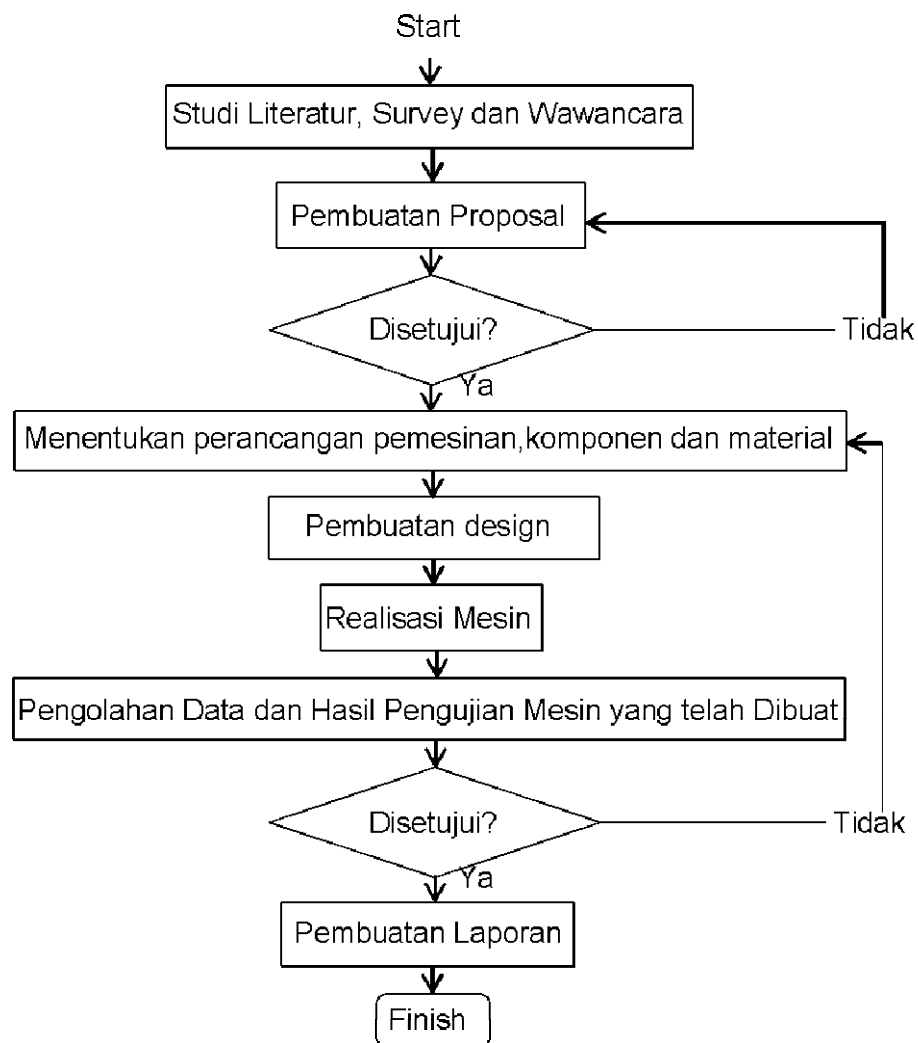 Start
Studi Literatur, Survey dan Wawancara
Pembuatan Proposal
Disetujui?
Tidak
Ya
Menentukan perancangan pemesinan,komponen dan material
Pembuatan design
Realisasi Mesin
Pengolahan Data dan Hasil Pengujian Mesin yang telah Dibuat
Disetujui?
Tidak
Ya
Pembuatan Laporan
Finish